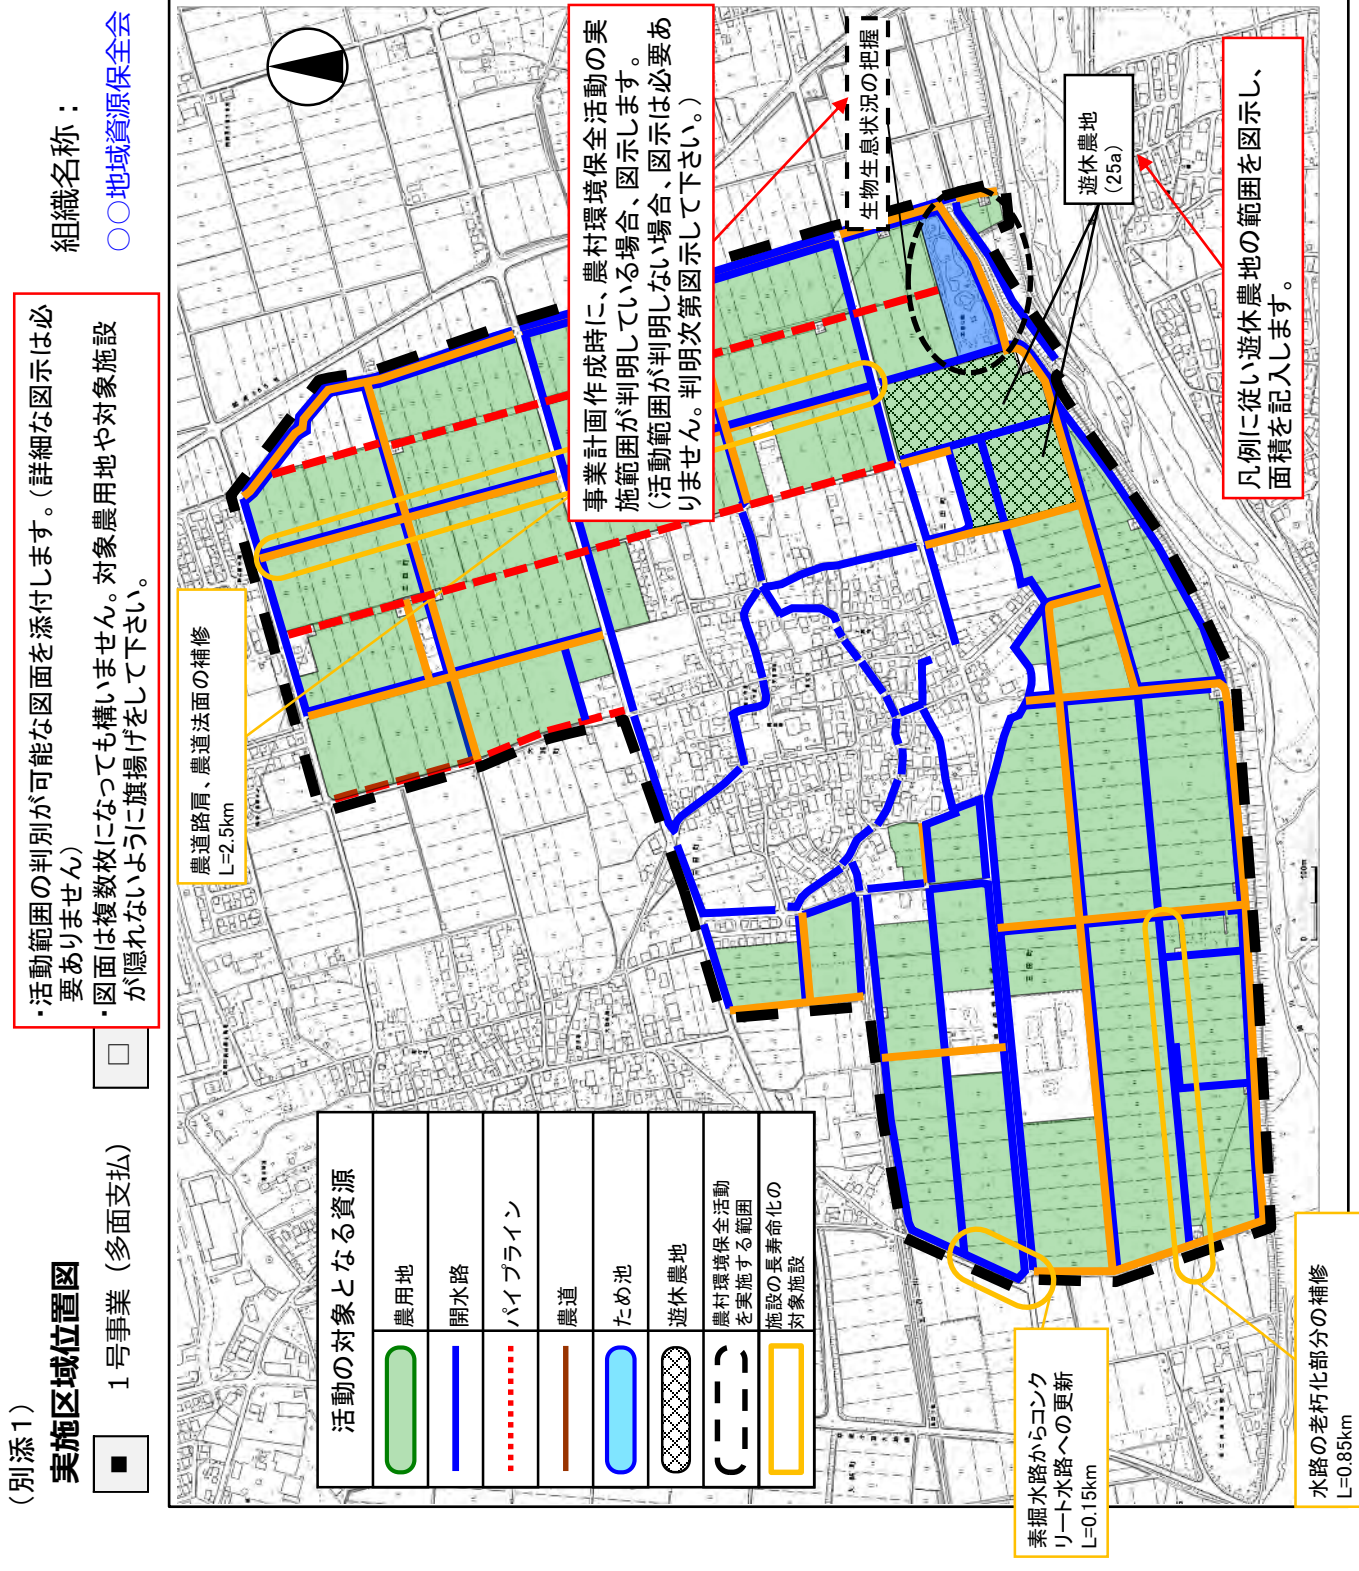 （別添1）
実施区域位置図
■ 1号事業（多面支払）
□
・活動範囲の判別が可能な図面を添付します。（詳細な図示は必
要ありません）
・図面は複数枚になっても構いません。対象農用地や対象施設
が隠れないように旗揚げをして下さい。
組織名称：
○○地域資源保全会
農道路肩、農道法面の補修
L=2.5km
事業計画作成時に、農村環境保全活動の実
施範囲が判明している場合、図示します。
（活動範囲が判明しない場合、図示は必要あ
りません。判明次第図示して下さい。）
生物生息状況の把握
遊休農地
（25a）
凡例に従い遊休農地の範囲を図示し、
面積を記入します。
活動の対象となる資源
農用地
開水路
パイプライン
農道
ため池
遊休農地
農村環境保全活動
を実施する範囲
施設の長寿命化の
対象施設
素掘水路からコンク
リート水路への更新
L=0.15km
水路の老朽化部分の補修
L=0.85km
0 100m